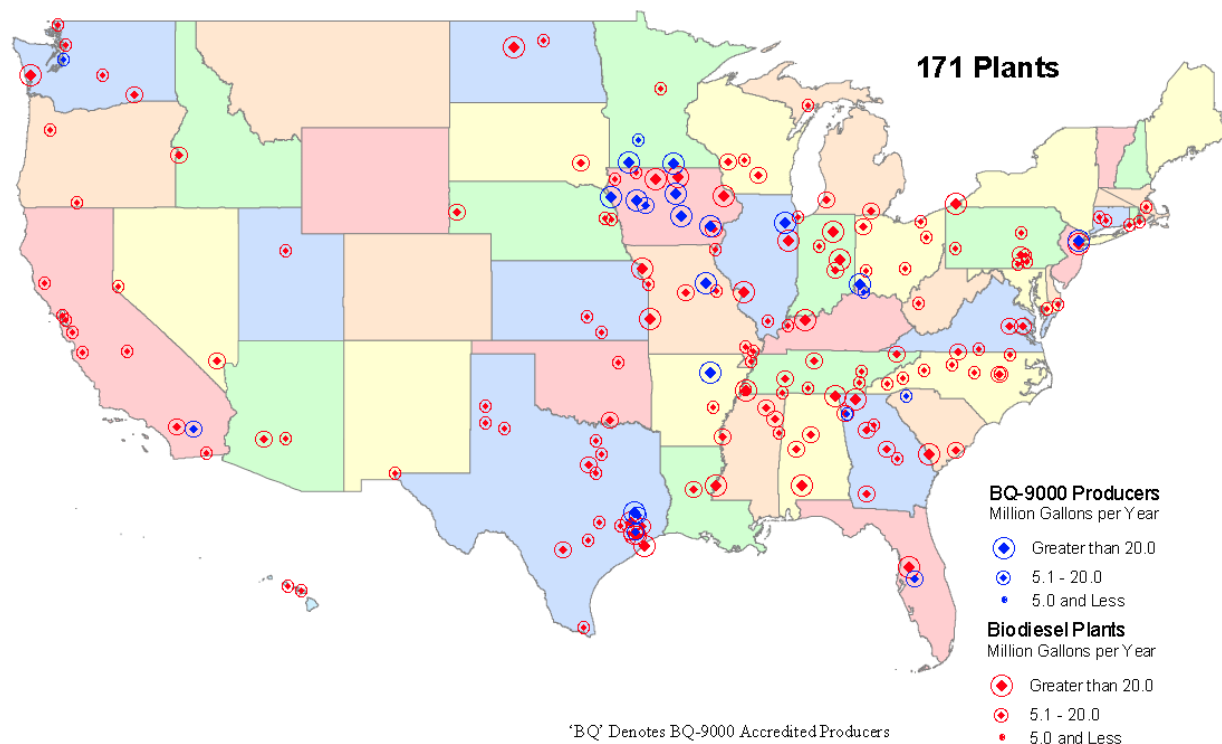 171 Plants
BQ-9000 Producers
Million Gallons per Year
Greater than 20.0
5.1 - 20.0
5.0 and Less
Biodiesel Plants
Million Gallons per Year
Greater than 20.0
5.1 - 20.0
5.0 and Less
‘BQ’ Denotes BQ-9000 Accredited Producers